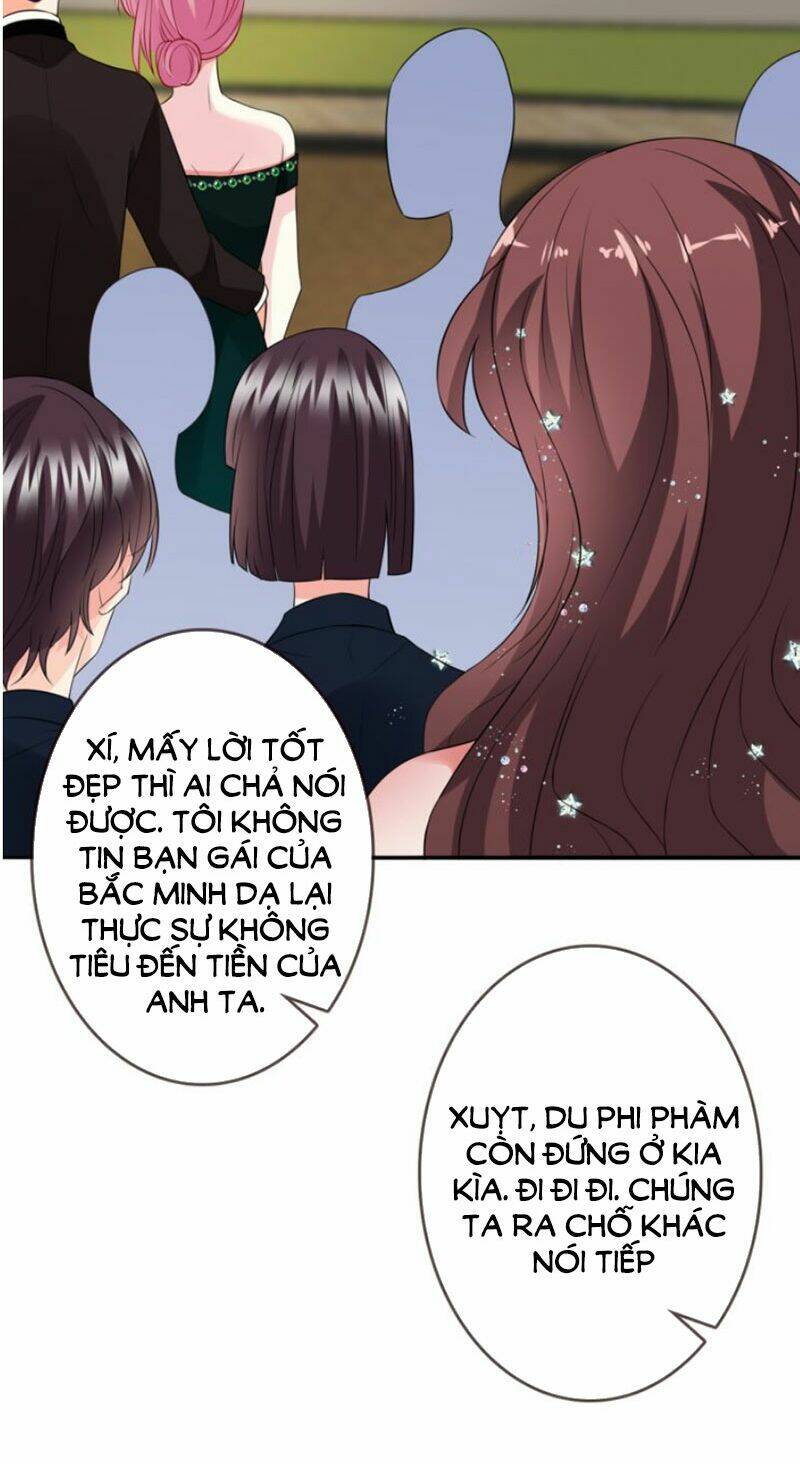 XÍ, MẤY LỜI TỐT
ĐẸP THÌ AI CHẢ NÓI
ĐƯỢC. TÔI KHÔNG
TIN BẠN GÁI CỦA
BẮC MINH DẠ LẠI
THỰC SỰ KHÔNG
TIÊU ĐẾN TIỀN CỦA
ANH TA.
XUỴT, DU PHI PHÀM
CÒN ĐỨNG Ở KIA
KÌA. ĐI ĐI ĐI. CHÚNG
TA RA CHỖ KHÁC
NÓI TIẾP